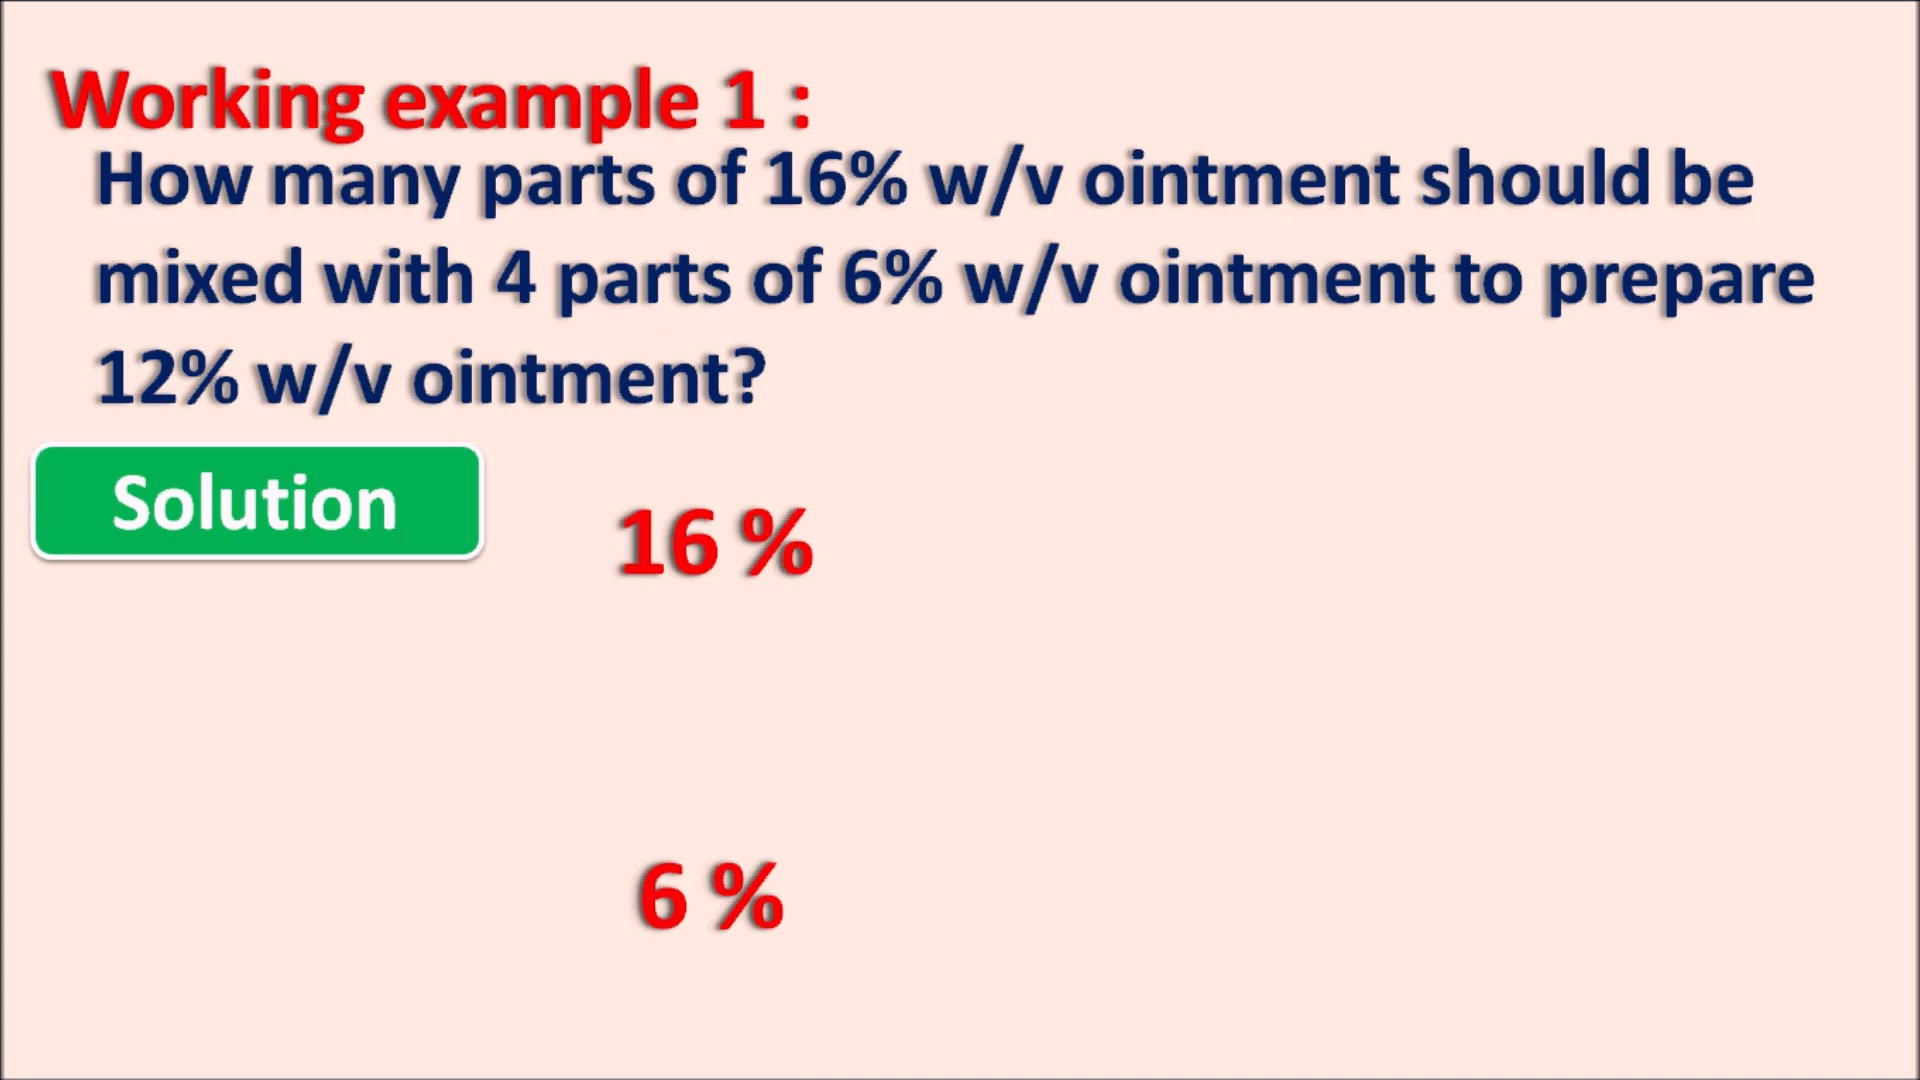 Working example 1 :
How many parts of 16% w/v ointment should be
mixed with 4 parts of 6% w/v ointment to prepare
12% w/v ointment?
Solution
16 %
6 %